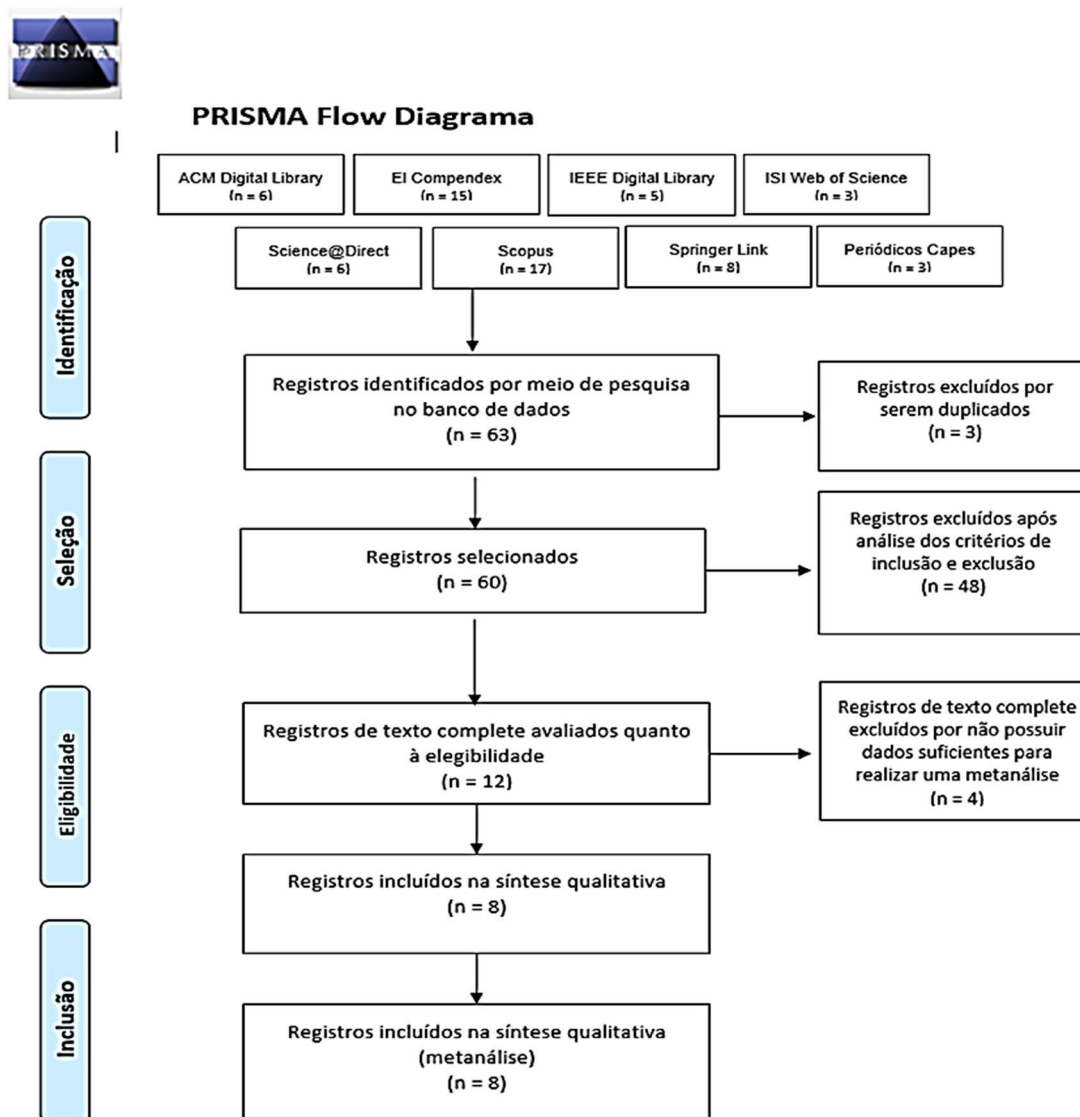 PRISMA
PRISMA Flow Diagrama
ACM Digital Library
(n = 6)
EI Compendex
(n = 15)
IEEE Digital Library
(n = 5)
ISI Web of Science
(n = 3)
Science@Direct
(n = 6)
Scopus
(n = 17)
Springer Link
(n = 8)
Periódicos Capes
(n = 3)
Identificação
Registros identificados por meio de pesquisa
no banco de dados
(n = 63)
Registros excluídos por
serem duplicados
(n = 3)
Seleção
Registros selecionados
(n = 60)
Registros excluídos após
análise dos critérios de
inclusão e exclusão
(n = 48)
Eligibilidade
Registros de texto complete avaliados quanto
à elegibilidade
(n = 12)
Registros de texto complete
excluídos por não possuir
dados suficientes para
realizar uma metanálise
(n = 4)
Registros incluídos na síntese qualitativa
(n = 8)
Inclusão
Registros incluídos na síntese qualitativa
(metanálise)
(n = 8)